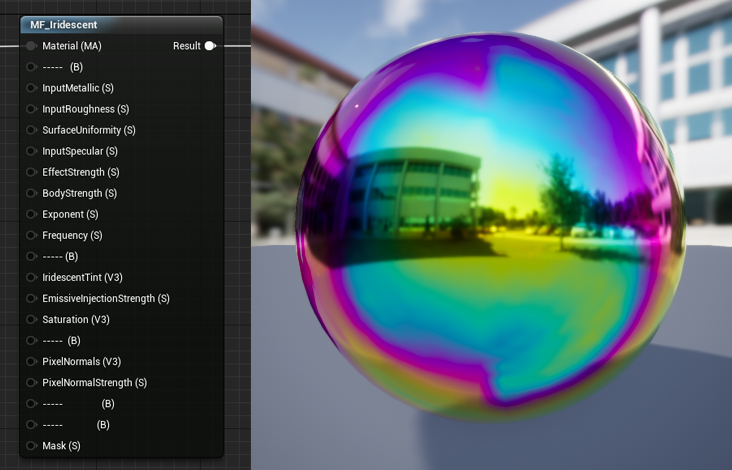 MF_Iridescent
Material (MA) Result
----- (B)
InputMetallic (S)
InputRoughness (S)
SurfaceUniformity (S)
InputSpecular (S)
EffectStrength (S)
BodyStrength (S)
Exponent (S)
Frequency (S)
----- (B)
IridescentTint (V3)
EmissiveInjectionStrength (S)
Saturation (V3)
----- (B)
PixelNormals (V3)
PixelNormalStrength (S)
----- (B)
----- (B)
Mask (S)